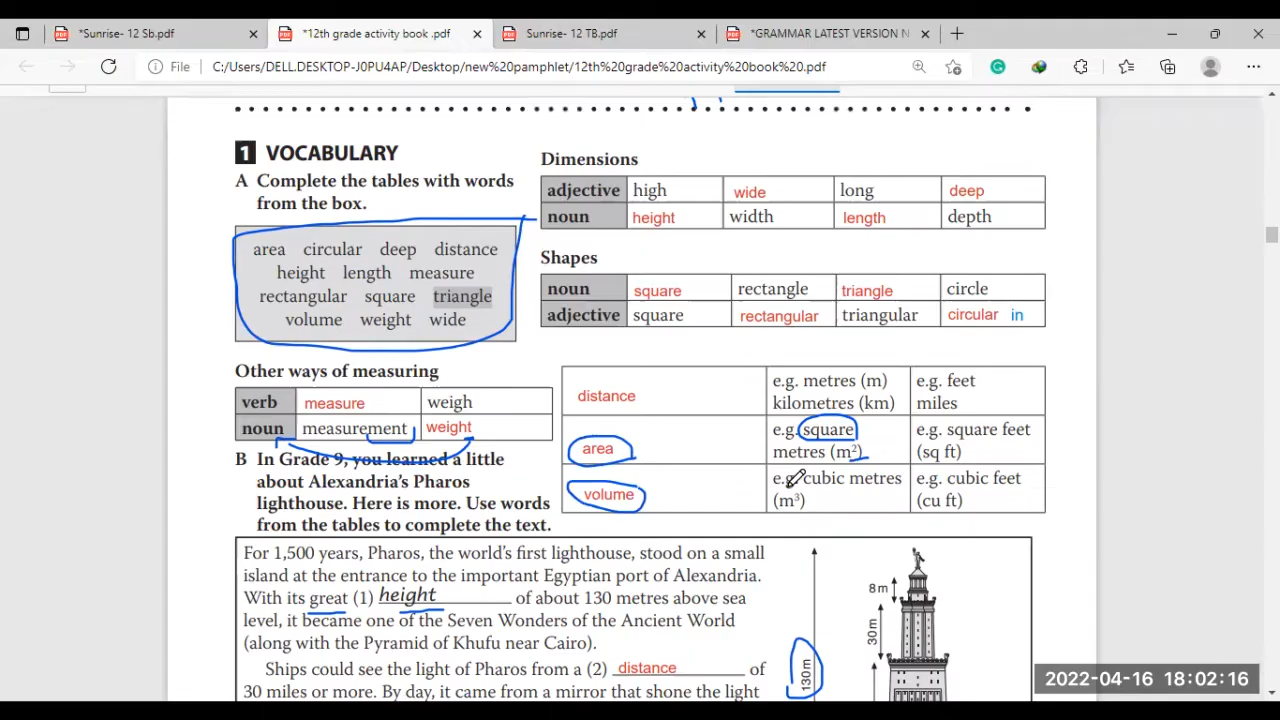 *Sunrise- 12 Sb.pdf
*12th grade activity book .pdf
Sunrise- 12 TB.pdf
*GRAMMAR LATEST VERSION N
File
C:/Users/DELL.DESKTOP-J0PU4AP/Desktop/new%20pamphlet/12th%20grade%20activity%20book%20.pdf
1 VOCABULARY
A Complete the tables with words
from the box.
area circular deep distance
height length measure
rectangular square triangle
volume weight wide
Dimensions
adjective high wide long deep
noun height width length depth
Shapes
noun square rectangle triangle circle
adjective square rectangular triangular circular in
Other ways of measuring
verb measure weigh
noun measurement weight
distance e.g. metres (m) e.g. feet
kilometres (km) miles
area e.g. square e.g. square feet
metres (m²) (sq ft)
volume e.g. cubic metres e.g. cubic feet
(m³) (cu ft)
B In Grade 9, you learned a little
about Alexandria's Pharos
lighthouse. Here is more. Use words
from the tables to complete the text.
For 1,500 years, Pharos, the world's first lighthouse, stood on a small
island at the entrance to the important Egyptian port of Alexandria.
With its great (1) height of about 130 metres above sea
level, it became one of the Seven Wonders of the Ancient World
(along with the Pyramid of Khufu near Cairo).
Ships could see the light of Pharos from a (2) distance of
30 miles or more. By day, it came from a mirror that shone the light
8m
30m
130m
2022-04-16 18:02:16